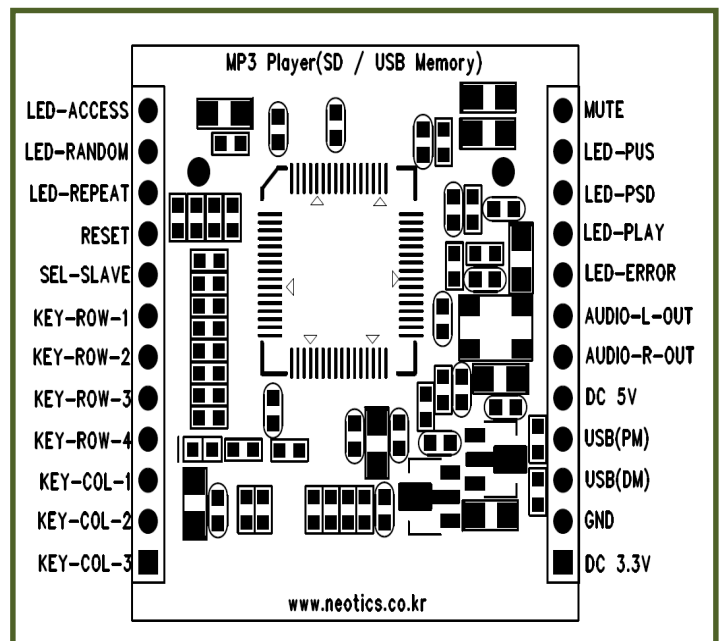 MP3 Player(SD / USB Memory)
LED-ACCESS
LED-RANDOM
LED-REPEAT
RESET
SEL-SLAVE
KEY-ROW-1
KEY-ROW-2
KEY-ROW-3
KEY-ROW-4
KEY-COL-1
KEY-COL-2
KEY-COL-3
MUTE
LED-PUS
LED-PSD
LED-PLAY
LED-ERROR
AUDIO-L-OUT
AUDIO-R-OUT
DC 5V
USB(PM)
USB(DM)
GND
DC 3.3V
www.neotics.co.kr